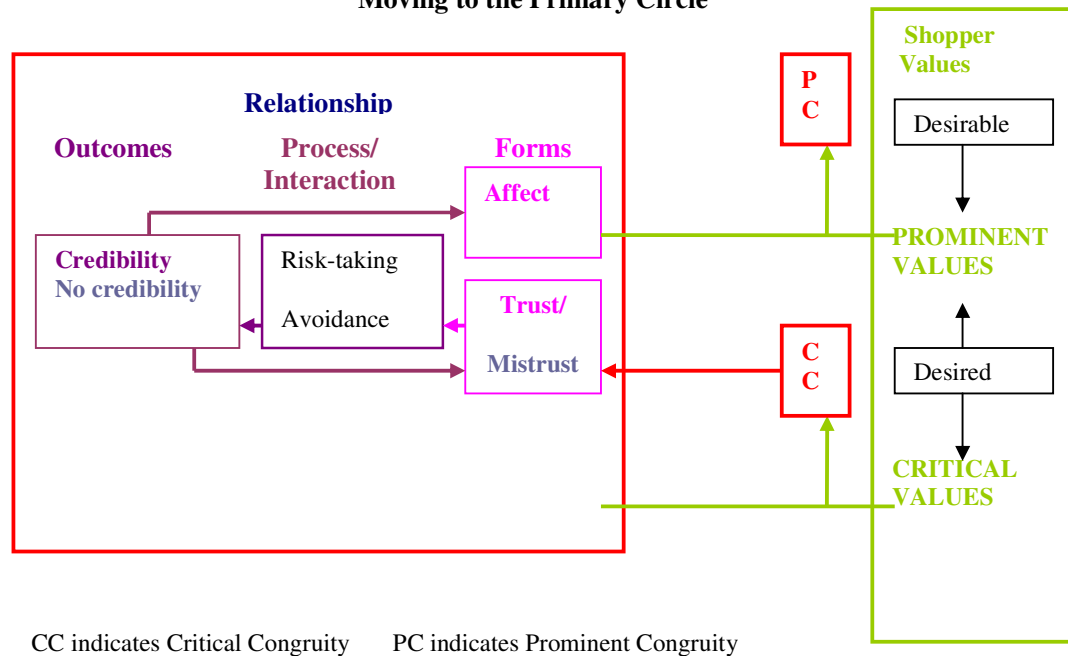 Moving to the Primary Circle
Shopper
Values
Desirable
PROMINENT
VALUES
Desired
CRITICAL
VALUES
P
C
C
C
Relationship
Outcomes
Process/
Interaction
Forms
Affect
Credibility
No credibility
Risk-taking
Avoidance
Trust/
Mistrust
CC indicates Critical Congruity PC indicates Prominent Congruity